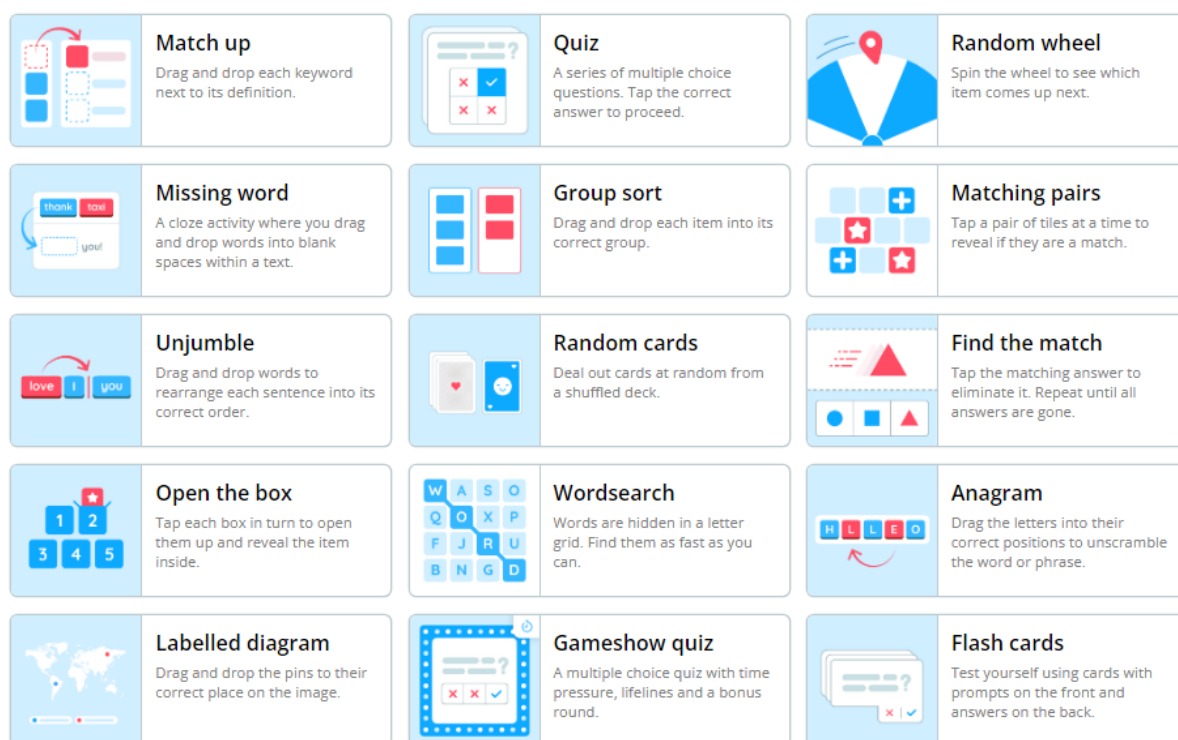 Match up
Drag and drop each keyword
next to its definition.
Quiz
A series of multiple choice
questions. Tap the correct
answer to proceed.
Random wheel
Spin the wheel to see which
item comes up next.
thank taxi
you!
Missing word
A cloze activity where you drag
and drop words into blank
spaces within a text.
Group sort
Drag and drop each item into its
correct group.
Matching pairs
Tap a pair of tiles at a time to
reveal if they are a match.
love I you
Unjumble
Drag and drop words to
rearrange each sentence into its
correct order.
Random cards
Deal out cards at random from
a shuffled deck.
Find the match
Tap the matching answer to
eliminate it. Repeat until all
answers are gone.
1 2
3 4 5
Open the box
Tap each box in turn to open
them up and reveal the item
inside.
W A S O
Q O X P
F J R U
B N G D
Wordsearch
Words are hidden in a letter
grid. Find them as fast as you
can.
H L L E O
Anagram
Drag the letters into their
correct positions to unscramble
the word or phrase.
Labelled diagram
Drag and drop the pins to their
correct place on the image.
?
Gameshow quiz
A multiple choice quiz with time
pressure, lifelines and a bonus
round.
?
Flash cards
Test yourself using cards with
prompts on the front and
answers on the back.